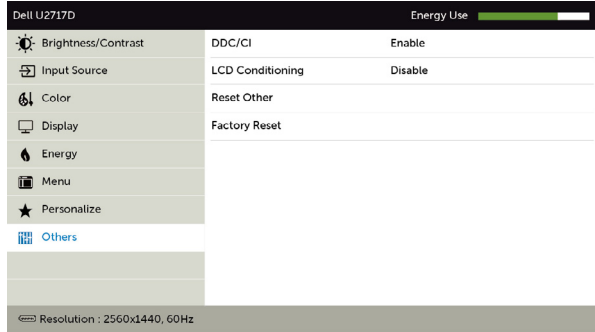 Dell U2717D
Energy Use
Brightness/Contrast
DDC/CI Enable
Input Source
LCD Conditioning Disable
Color
Reset Other
Display
Factory Reset
Energy
Menu
Personalize
Others
Resolution : 2560x1440, 60Hz